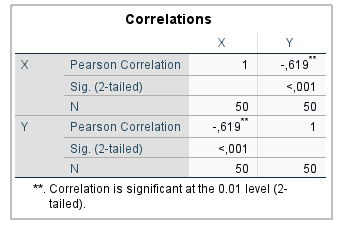 Correlations
X Y
X Pearson Correlation 1 -,619**
Sig. (2-tailed) <,001
N 50 50
Y Pearson Correlation -,619** 1
Sig. (2-tailed) <,001
N 50 50
**. Correlation is significant at the 0.01 level (2-
tailed).